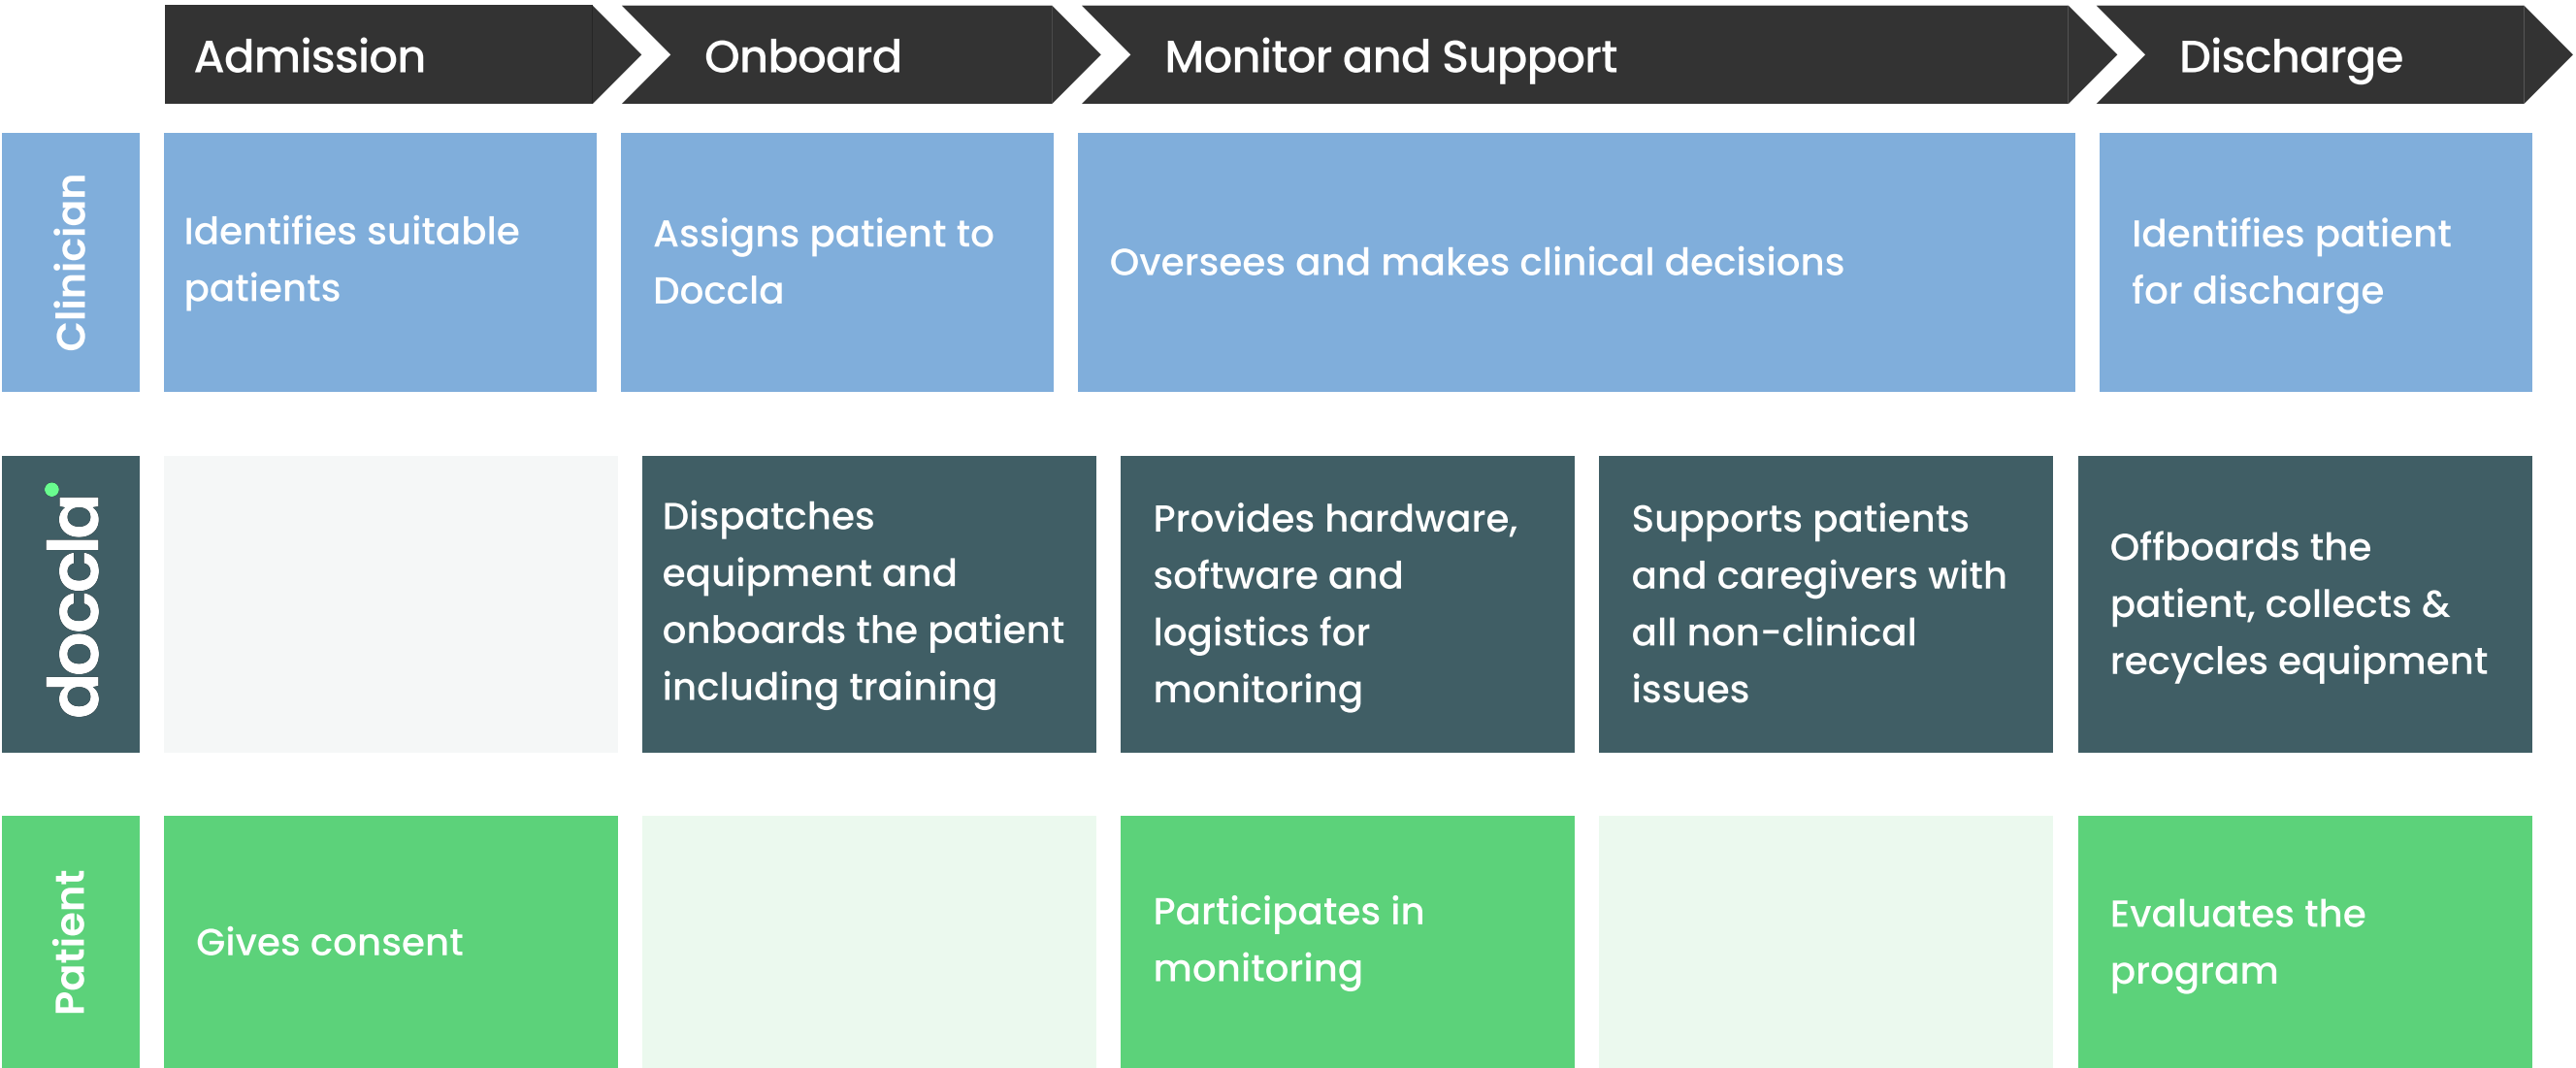 Admission
Onboard
Monitor and Support
Discharge
Clinician
Identifies suitable
patients
Assigns patient to
Doccla
Oversees and makes clinical decisions
Identifies patient
for discharge
doccla
Dispatches
equipment and
onboards the patient
including training
Provides hardware,
software and
logistics for
monitoring
Supports patients
and caregivers with
all non-clinical
issues
Offboards the
patient, collects &
recycles equipment
Patient
Gives consent
Participates in
monitoring
Evaluates the
program